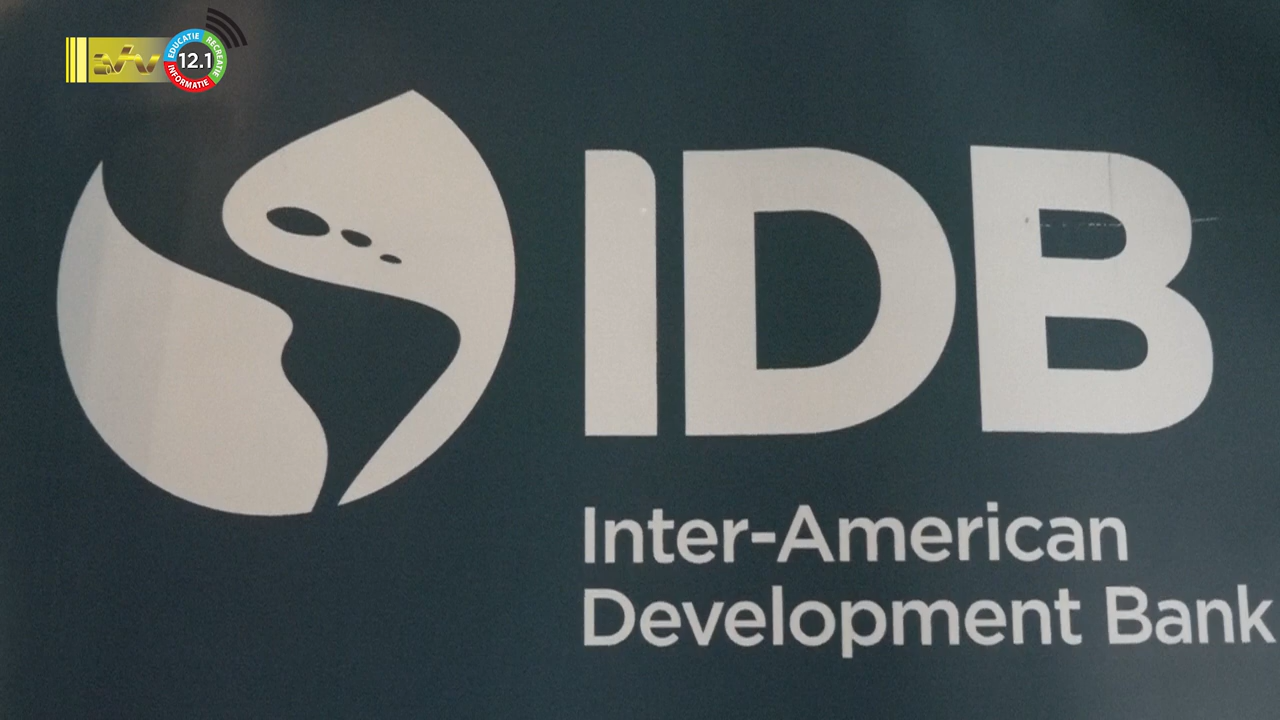 EDUCATIE
RECREATIE
12.1
INFORMATIE
IDB
Inter-American
Development Bank